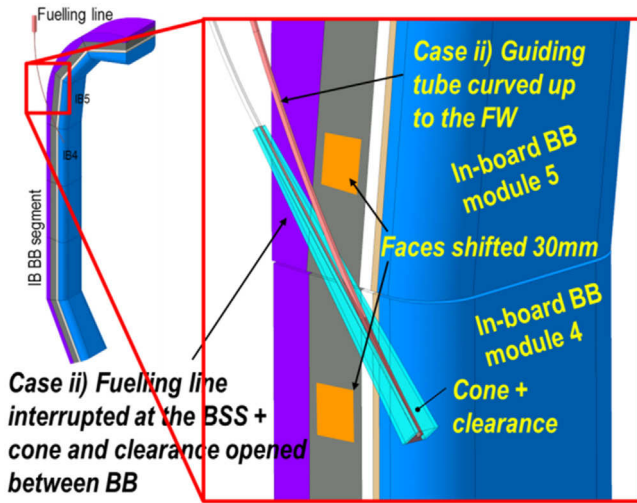 Fuelling line
IB5
IB4
IB BB segment
Case ii) Fuelling line
interrupted at the BSS +
cone and clearance opened
between BB
Case ii) Guiding
tube curved up
to the FW
In-board BB
module 5
Faces shifted 30mm
In-board BB
module 4
Cone +
clearance